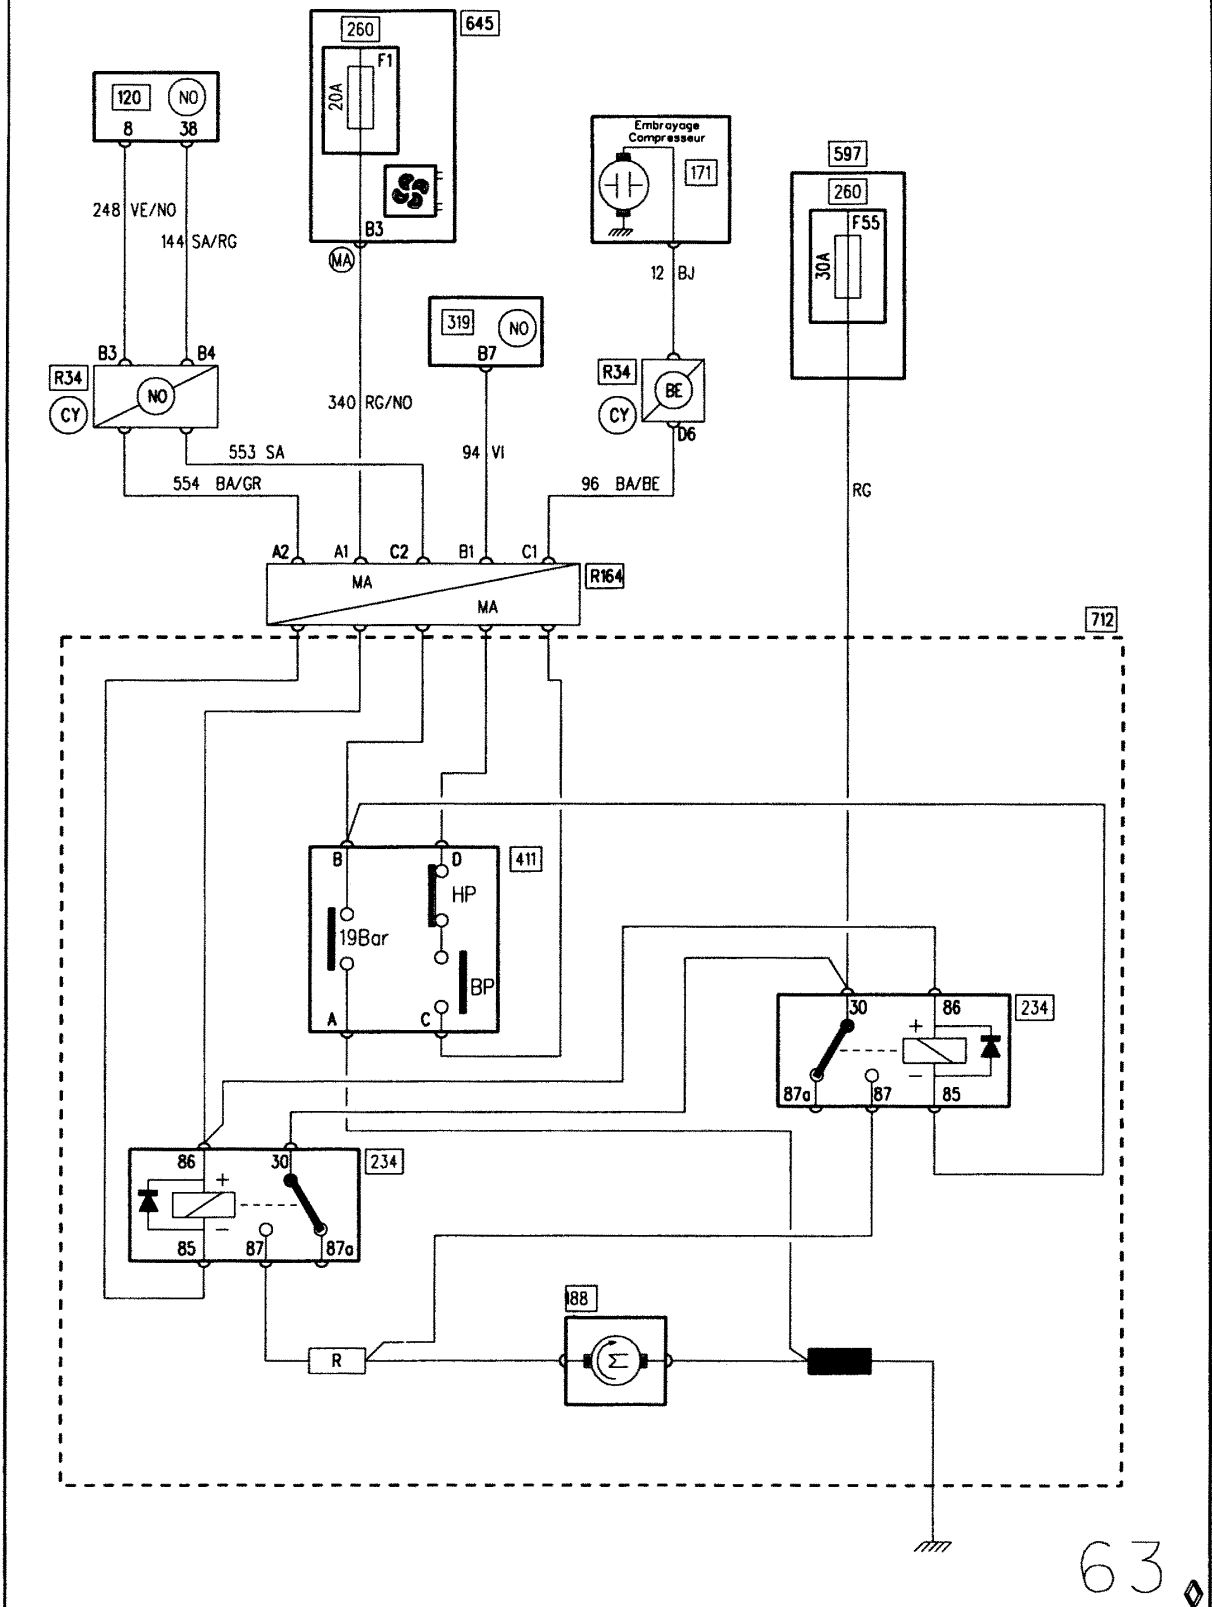 645
260
F1
20A
120 NO
8 38
Embrayage
Compresseur
171
597
260
F55
30A
248 VE/NO
144 SA/RG
B3
MA
12 BJ
319 NO
B7
B3 B4
R34
NO
CY
R34
BE
CY
D6
340 RG/NO
553 SA
94 VI
554 BA/GR
96 BA/BE
RG
A2 A1 C2 B1 C1
MA
R164
MA
712
B D
411
HP
19Bar
BP
A C
30 86
234
+
−
87a 87 85
86 30
234
+
−
85 87 87a
188
R
M
63